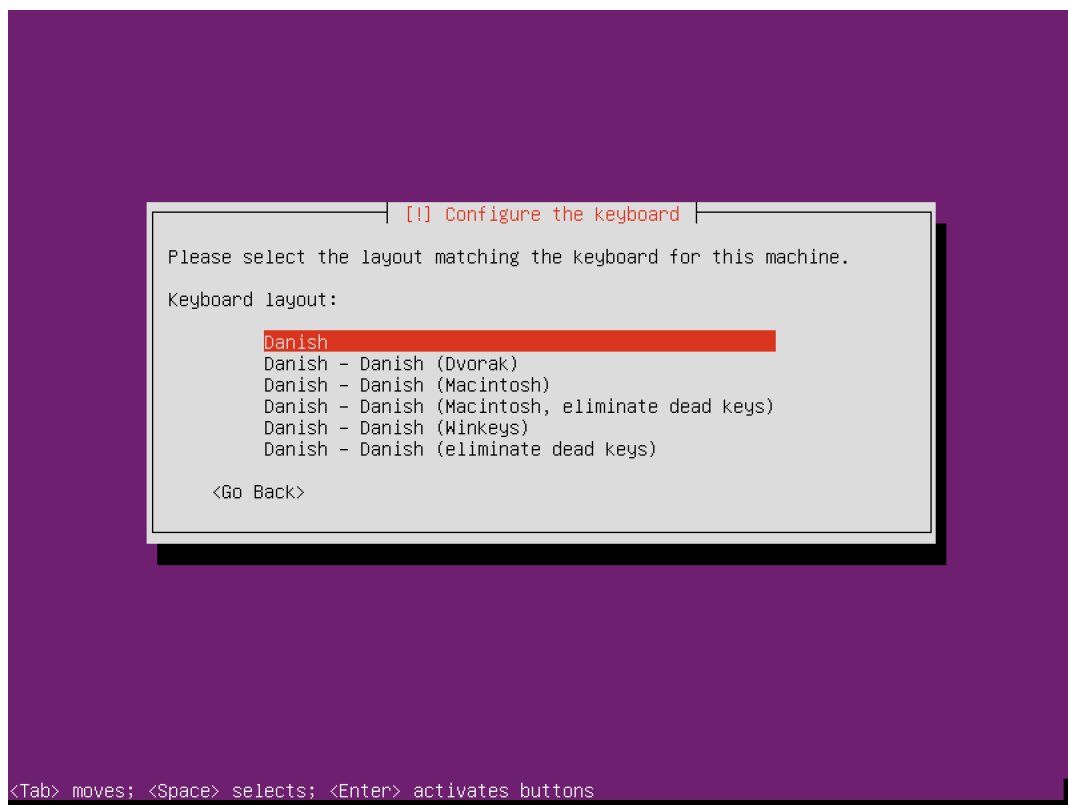 [!] Configure the keyboard
Please select the layout matching the keyboard for this machine.
Keyboard layout:
Danish
Danish - Danish (Dvorak)
Danish - Danish (Macintosh)
Danish - Danish (Macintosh, eliminate dead keys)
Danish - Danish (Winkeys)
Danish - Danish (eliminate dead keys)
<Go Back>
<Tab> moves; <Space> selects; <Enter> activates buttons